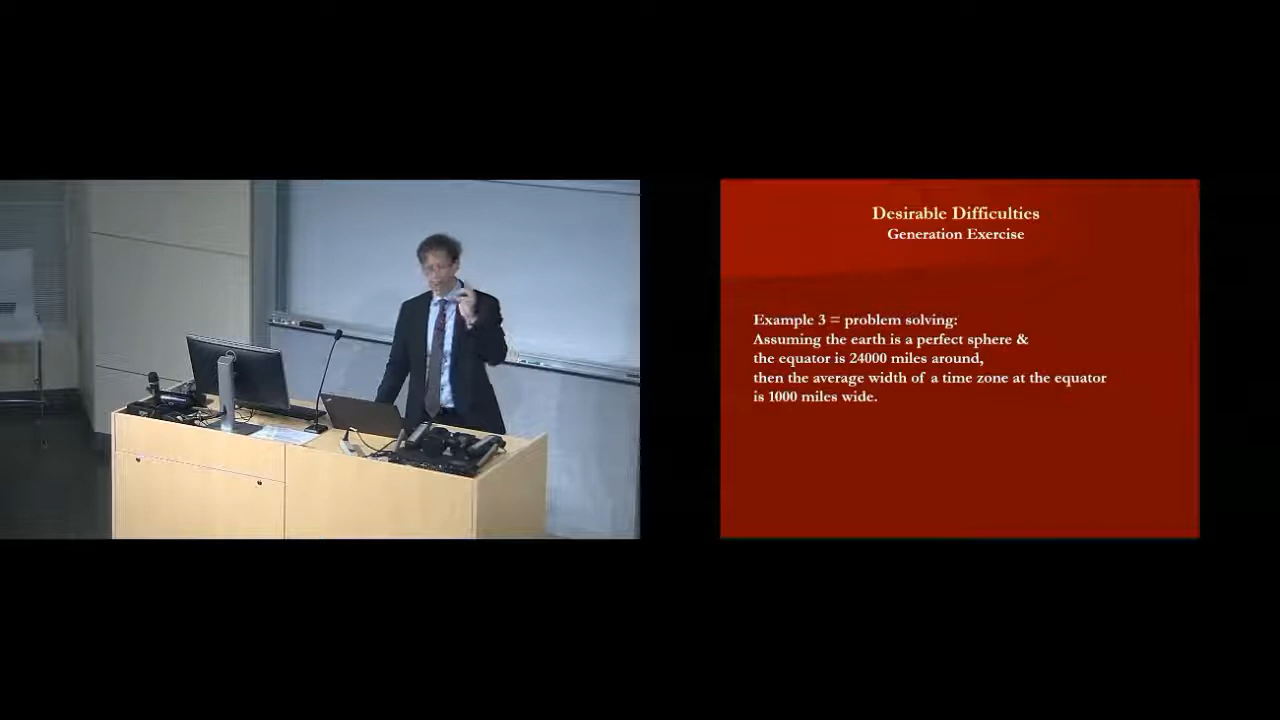 Desirable Difficulties
Generation Exercise
Example 3 = problem solving:
Assuming the earth is a perfect sphere &
the equator is 24000 miles around,
then the average width of a time zone at the equator
is 1000 miles wide.